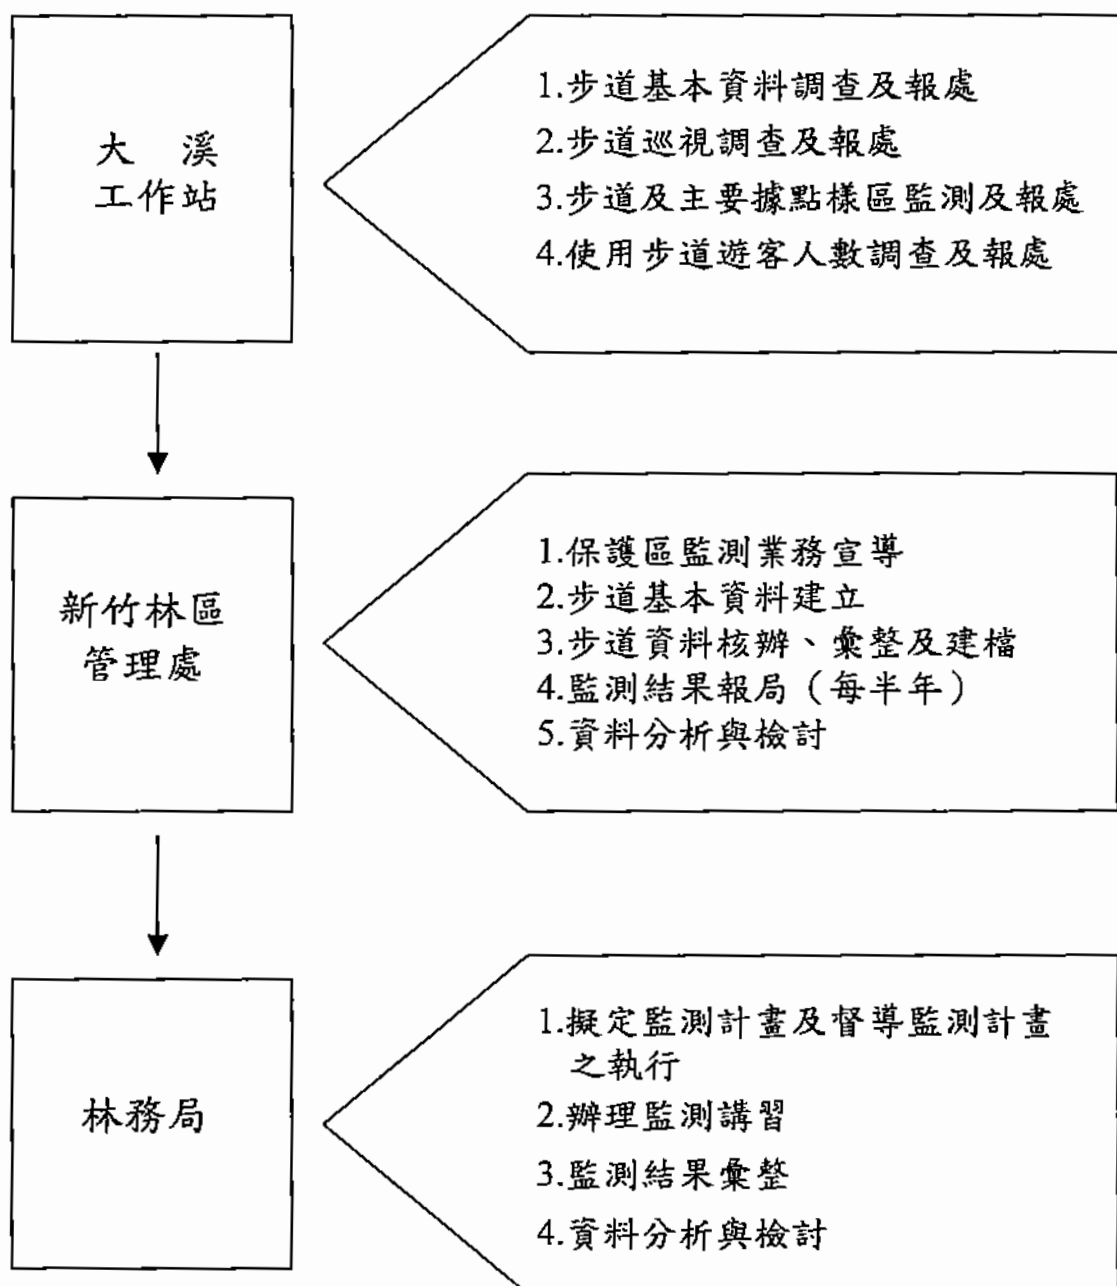 大 溪
工作站
1.步道基本資料調查及報處
2.步道巡視調查及報處
3.步道及主要據點樣區監測及報處
4.使用步道遊客人數調查及報處
新竹林區
管理處
1.保護區監測業務宣導
2.步道基本資料建立
3.步道資料核辦、彙整及建檔
4.監測結果報局（每半年）
5.資料分析與檢討
林務局
1.擬定監測計畫及督導監測計畫
之執行
2.辦理監測講習
3.監測結果彙整
4.資料分析與檢討